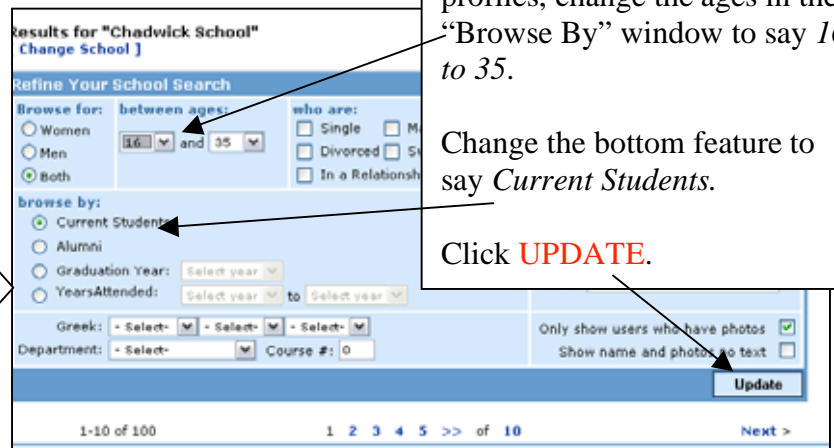 profiles, change the ages in the
“Browse By” window to say 16
to 35.
Change the bottom feature to
say Current Students.
Click UPDATE.
Results for "Chadwick School"
Change School ]
Refine Your School Search
Browse for: between ages: who are:
Women
Men
Both
16 and 35
Single
Divorced
In a Relationsh
browse by:
Current Students
Alumni
Graduation Year: Select year
YearsAttended: Select year to Select year
Greek: - Select- - Select- - Select-
Department: - Select- Course #: 0
Only show users who have photos
Show name and photos no text
Update
1-10 of 100 1 2 3 4 5 >> of 10 Next >